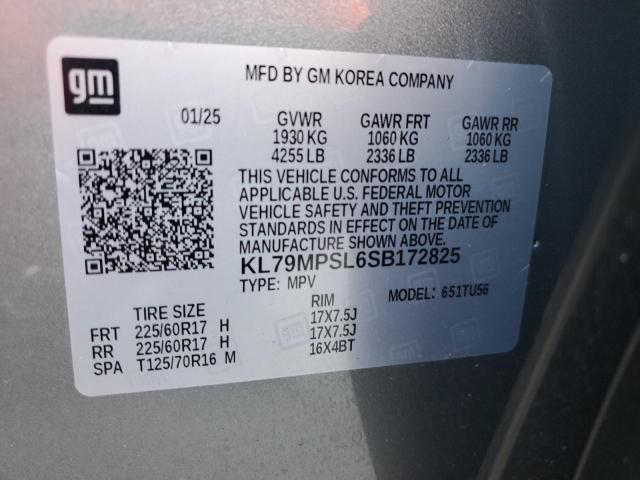 gm
MFD BY GM KOREA COMPANY
01/25 GVWR GAWR FRT GAWR RR
1930 KG 1060 KG 1060 KG
4255 LB 2336 LB 2336 LB
THIS VEHICLE CONFORMS TO ALL
APPLICABLE U.S. FEDERAL MOTOR
VEHICLE SAFETY AND THEFT PREVENTION
STANDARDS IN EFFECT ON THE DATE OF
MANUFACTURE SHOWN ABOVE.
KL79MPSL6SB172825
TYPE: MPV MODEL: 651TU56
TIRE SIZE RIM
FRT 225/60R17 H 17X7.5J
RR 225/60R17 H 17X7.5J
SPA T125/70R16 M 16X4BT